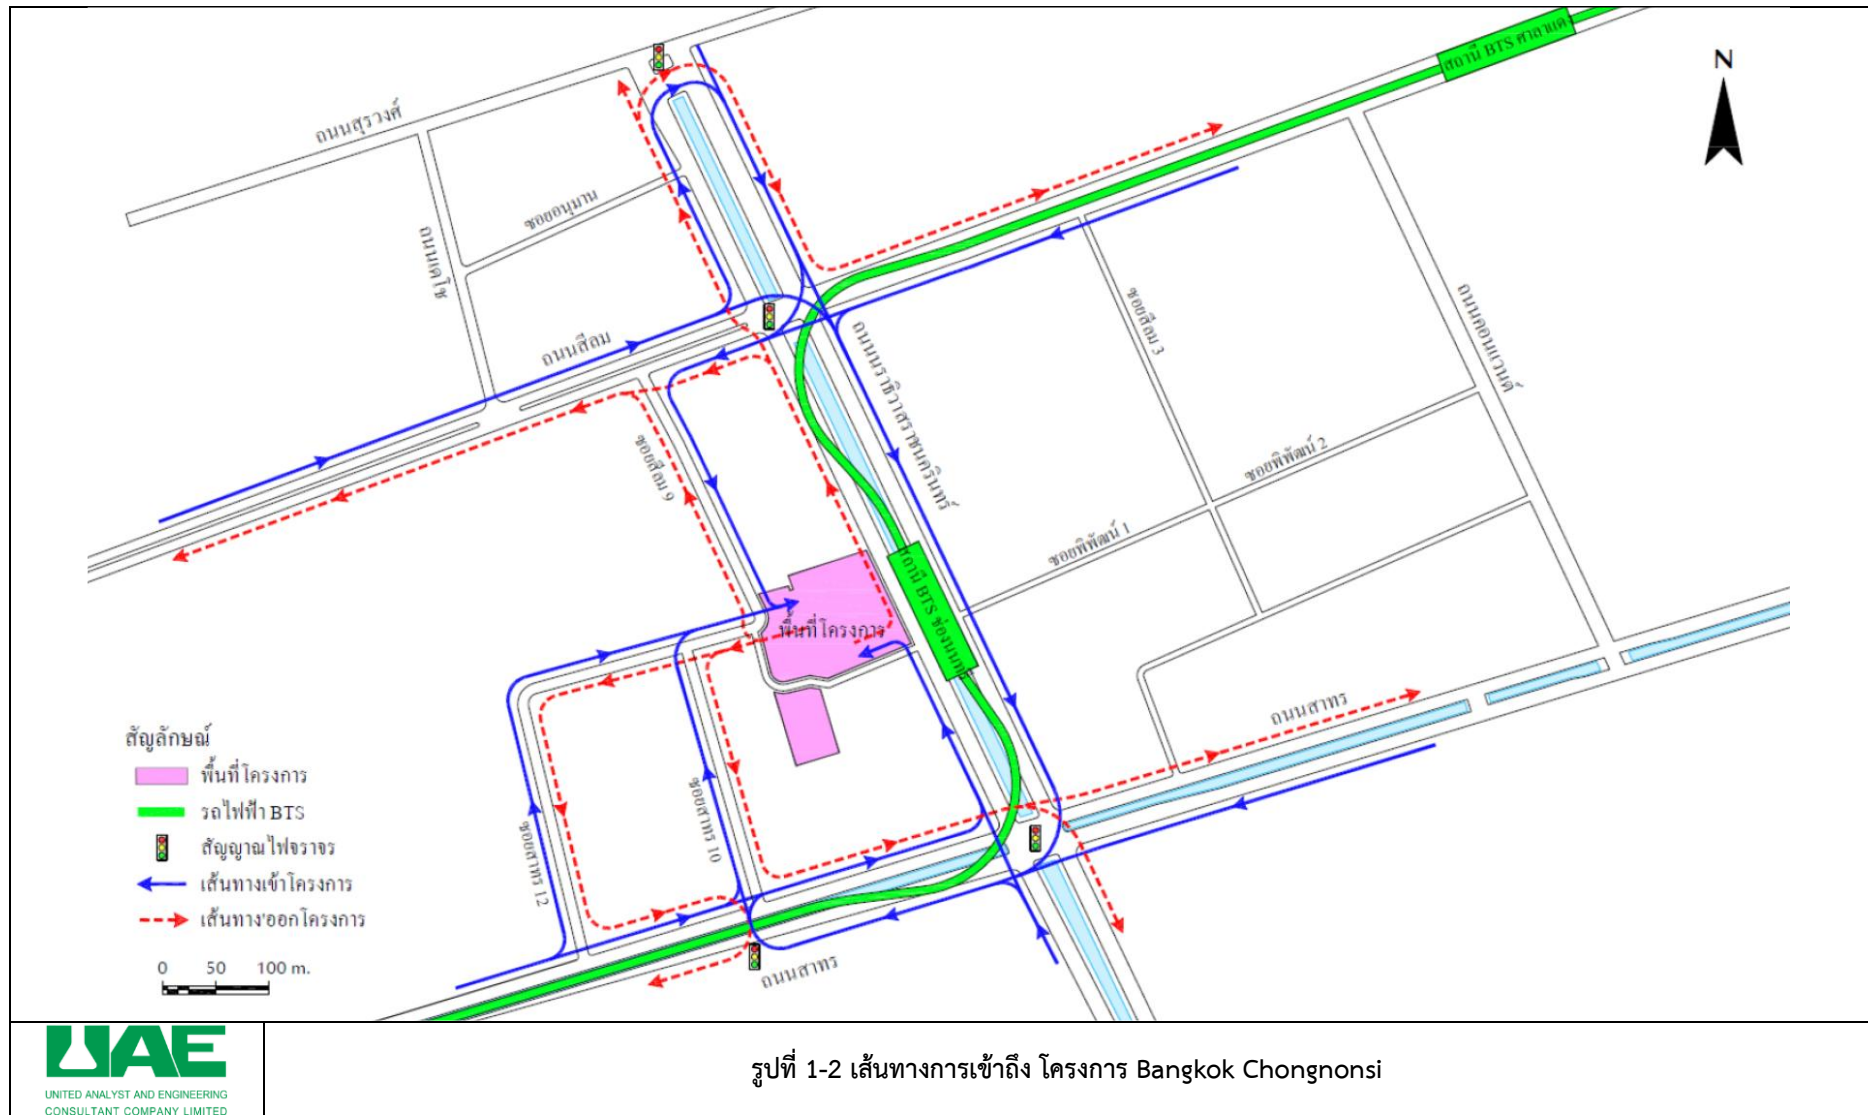 สถานี BTS ศาลาแดง
N
ถนนสุรวงศ์
ซอยอนุมาน
ถนนเดโช
ถนนสีลม
ซอยสีลม 3
ถนนคอนแวนต์
ถนนนราธิวาสราชนครินทร์
ซอยสีลม 9
ซอยพิพัฒน์ 2
ซอยพิพัฒน์ 1
สถานี BTS ช่องนนทรี
พื้นที่โครงการ
ถนนสาทร
ซอยสาทร 10
ซอยสาทร 12
ถนนสาทร
สัญลักษณ์
พื้นที่โครงการ
รถไฟฟ้า BTS
สัญญาณไฟจราจร
เส้นทางเข้าโครงการ
เส้นทางออกโครงการ
0 50 100 m.
UAE
UNITED ANALYST AND ENGINEERING
CONSULTANT COMPANY LIMITED
รูปที่ 1-2 เส้นทางการเข้าถึง โครงการ Bangkok Chongnonsi